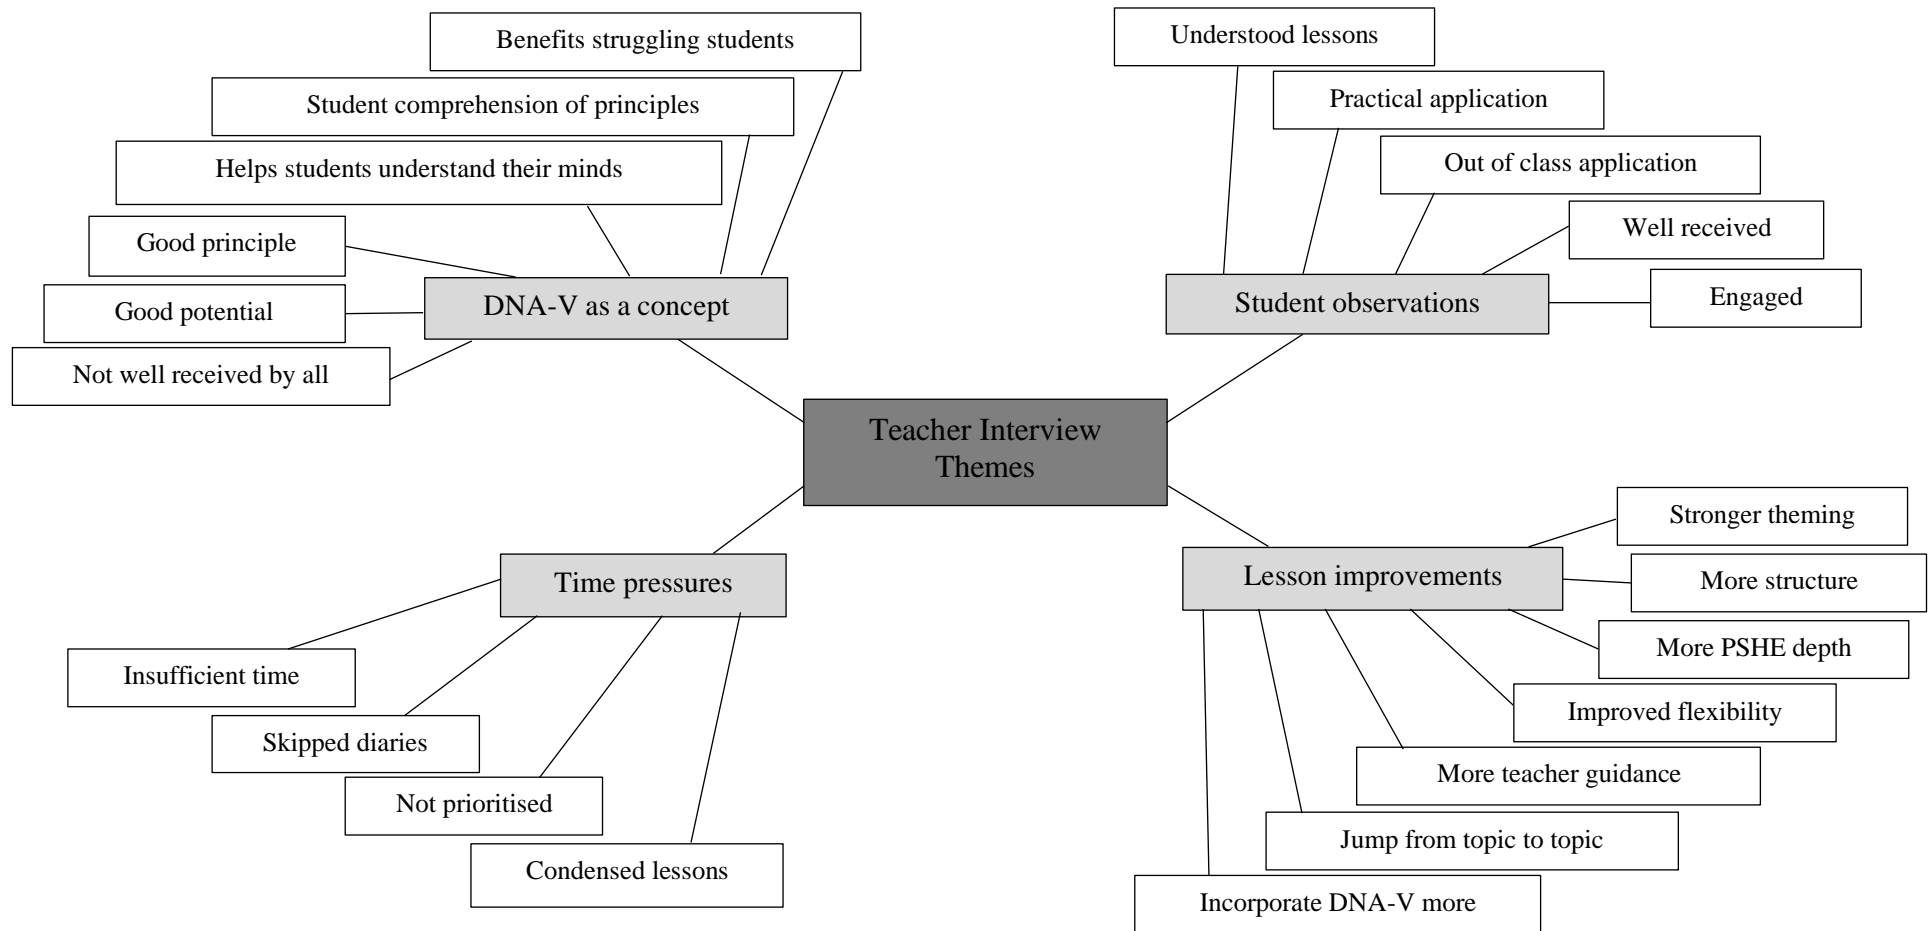 Benefits struggling students
Student comprehension of principles
Helps students understand their minds
Good principle
Good potential
Not well received by all
DNA-V as a concept
Understood lessons
Practical application
Out of class application
Well received
Engaged
Student observations
Teacher Interview
Themes
Time pressures
Insufficient time
Skipped diaries
Not prioritised
Condensed lessons
Lesson improvements
Stronger theming
More structure
More PSHE depth
Improved flexibility
More teacher guidance
Jump from topic to topic
Incorporate DNA-V more